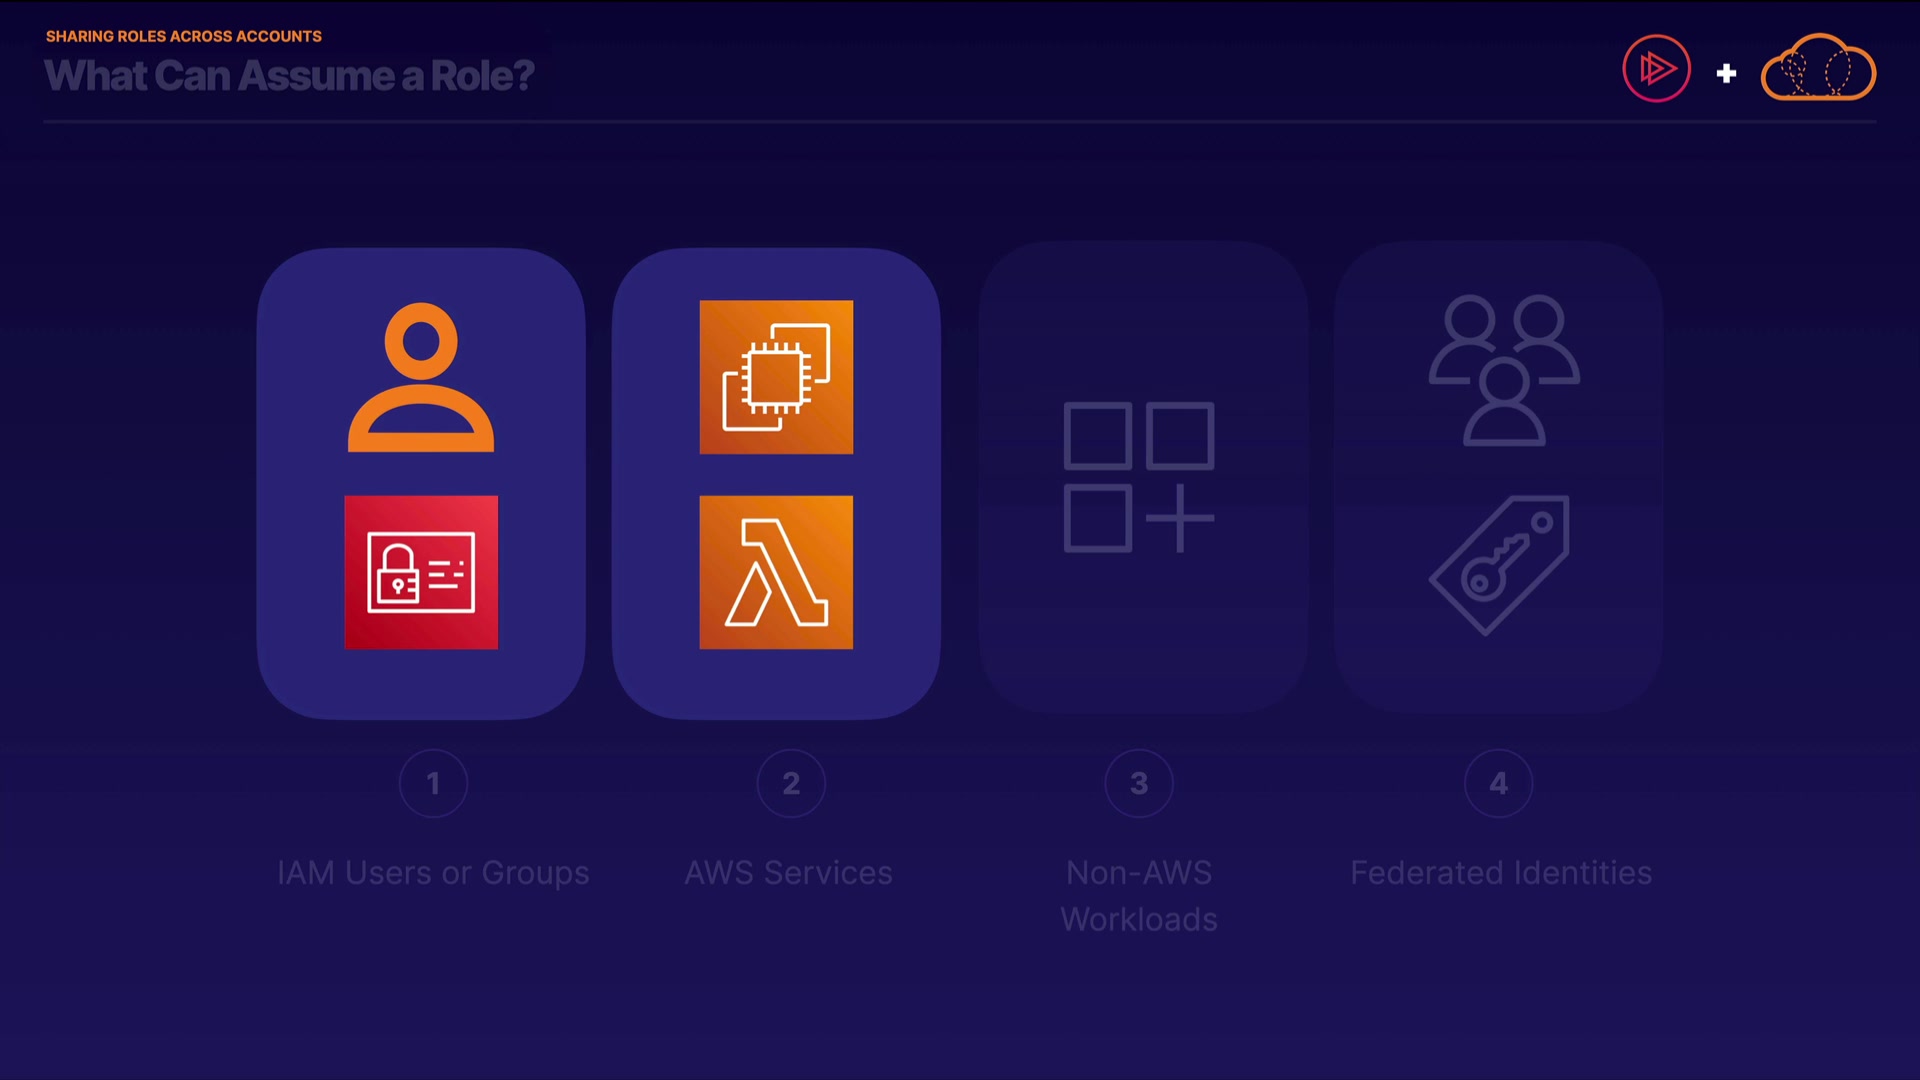 SHARING ROLES ACROSS ACCOUNTS
What Can Assume a Role?
1
2
3
4
IAM Users or Groups
AWS Services
Non-AWS
Workloads
Federated Identities